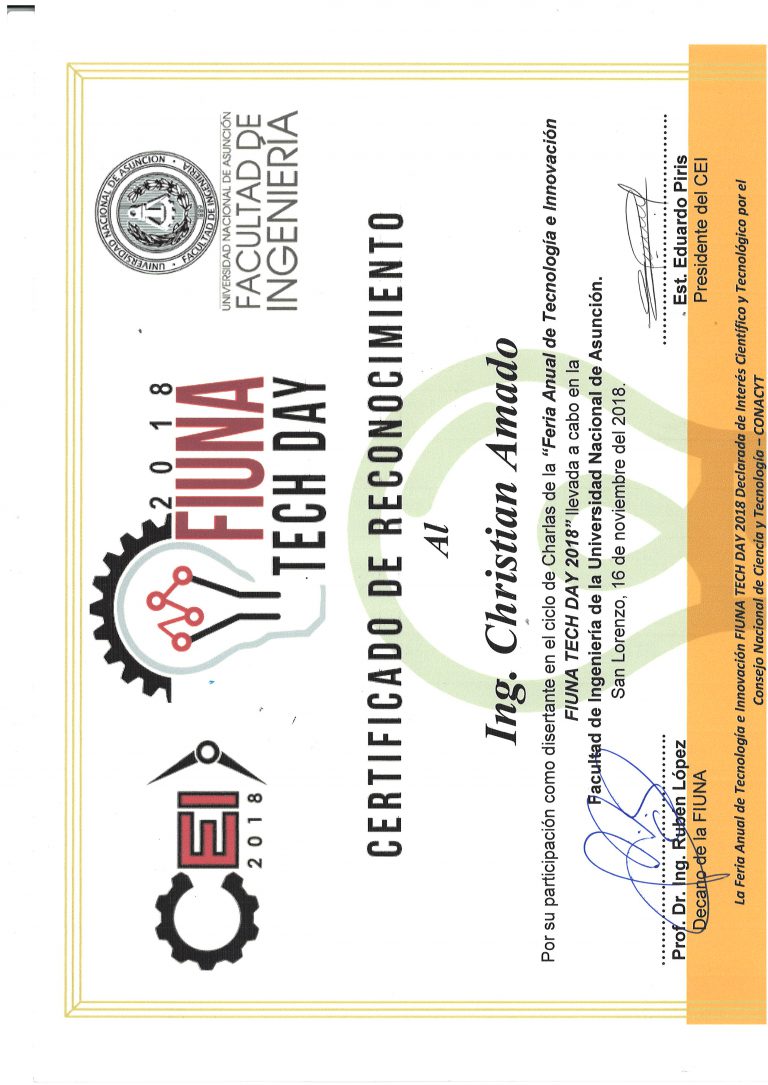 CEI
2018
2018
FIUNA
TECH DAY
UNIVERSIDAD NACIONAL DE ASUNCION
FACULTAD DE INGENIERIA
UNIVERSIDAD NACIONAL DE ASUNCIÓN
FACULTAD DE
INGENIERÍA
CERTIFICADO DE RECONOCIMIENTO
Al
Ing. Christian Amado
Por su participación como disertante en el ciclo de Charlas de la “Feria Anual de Tecnología e Innovación
FIUNA TECH DAY 2018” llevada a cabo en la
Facultad de Ingeniería de la Universidad Nacional de Asunción.
San Lorenzo, 16 de noviembre del 2018.
Prof. Dr. Ing. Rubén López
Decano de la FIUNA
Est. Eduardo Piris
Presidente del CEI
La Feria Anual de Tecnología e Innovación FIUNA TECH DAY 2018 Declarada de Interés Científico y Tecnológico por el
Consejo Nacional de Ciencia y Tecnología – CONACYT